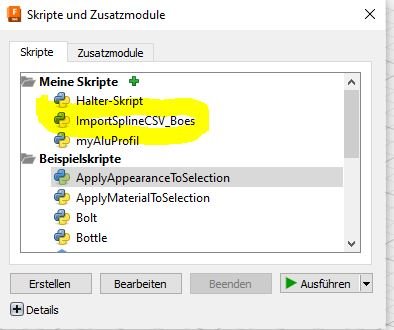 Skripte und Zusatzmodule
Skripte
Zusatzmodule
Meine Skripte
Halter-Skript
ImportSplineCSV_Boes
myAluProfil
Beispielskripte
ApplyAppearanceToSelection
ApplyMaterialToSelection
Bolt
Bottle
Erstellen Bearbeiten Beenden Ausführen
Details